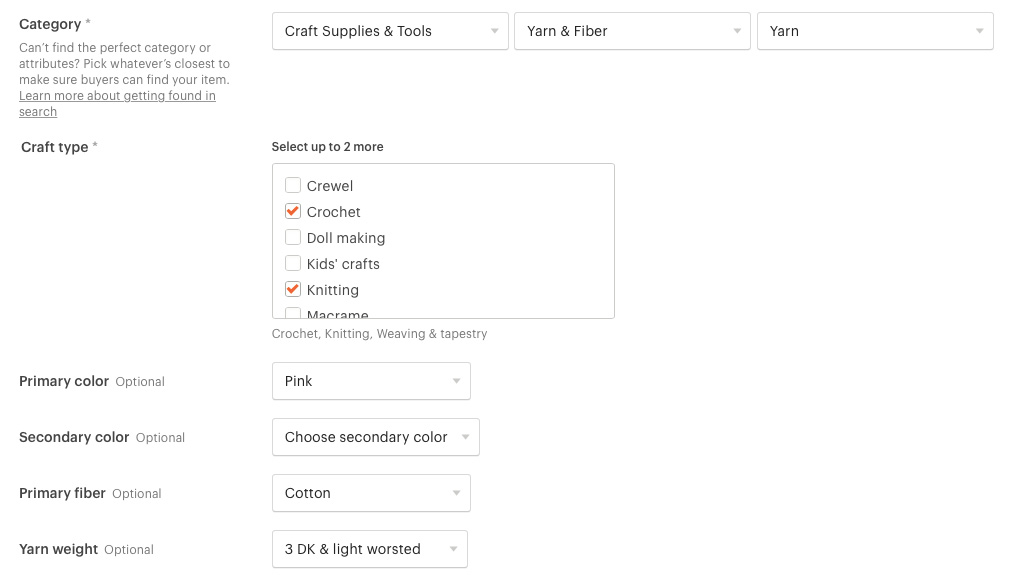 Category *
Craft Supplies & Tools
Yarn & Fiber
Yarn
Can't find the perfect category or
attributes? Pick whatever's closest to
make sure buyers can find your item.
Learn more about getting found in
search
Craft type *
Select up to 2 more
Crewel
Crochet
Doll making
Kids' crafts
Knitting
Macrame
Crochet, Knitting, Weaving & tapestry
Primary color Optional
Pink
Secondary color Optional
Choose secondary color
Primary fiber Optional
Cotton
Yarn weight Optional
3 DK & light worsted